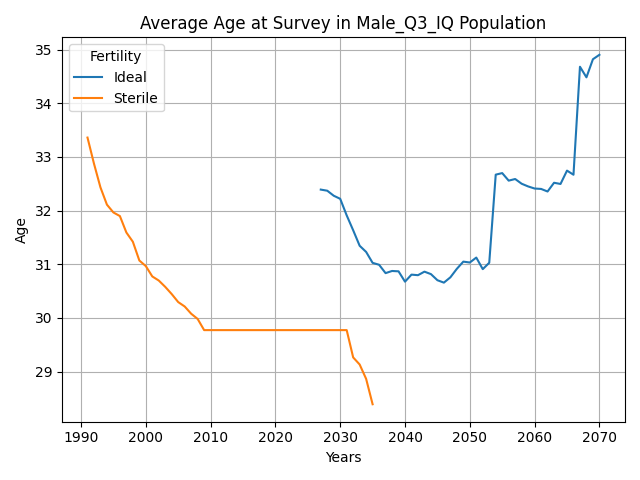 Average Age at Survey in Male_Q3_IQ Population
Fertility
Ideal
Sterile
Age
35
34
33
32
31
30
29
1990 2000 2010 2020 2030 2040 2050 2060 2070
Years